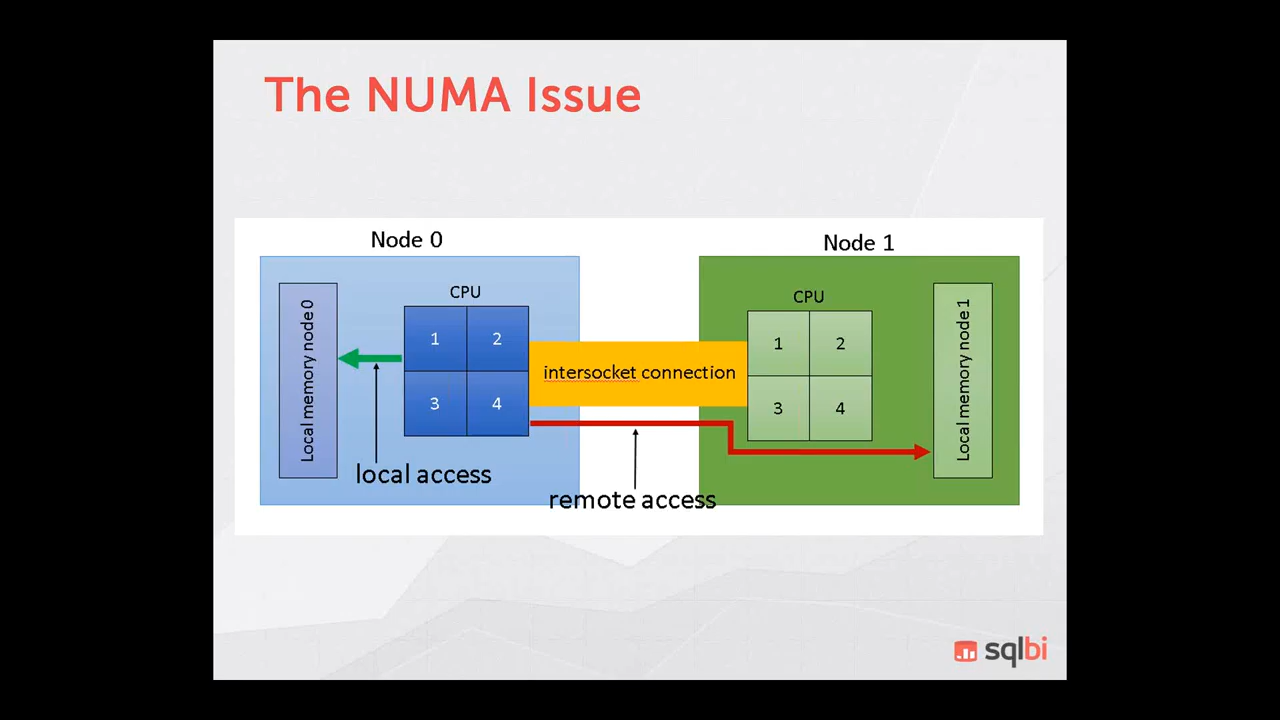 The NUMA Issue
Node 0
Node 1
CPU
CPU
Local memory node 0
1 2
3 4
intersocket connection
1 2
3 4
Local memory node 1
local access
remote access
sqlbi